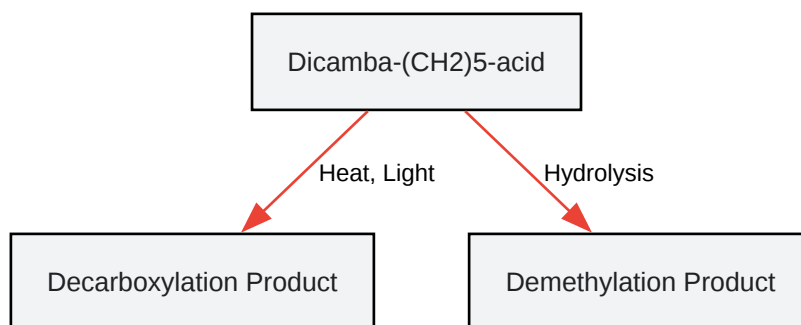 Dicamba-(CH2)5-acid
Heat, Light
Hydrolysis
Decarboxylation Product
Demethylation Product